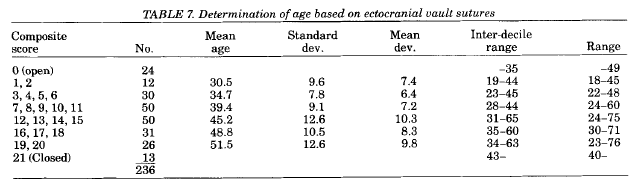 TABLE 7. Determination of age based on ectocranial vault sutures
Composite score No. Mean age Standard dev. Mean dev. Inter-decile range Range
0 (open) 24 –35 –49
1, 2 12 30.5 9.6 7.4 19–44 18–45
3, 4, 5, 6 30 34.7 7.8 6.4 23–45 22–48
7, 8, 9, 10, 11 50 39.4 9.1 7.2 28–44 24–60
12, 13, 14, 15 50 45.2 12.6 10.3 31–65 24–75
16, 17, 18 31 48.8 10.5 8.3 35–60 30–71
19, 20 26 51.5 12.6 9.8 34–63 23–76
21 (Closed) 13 43– 40–
236